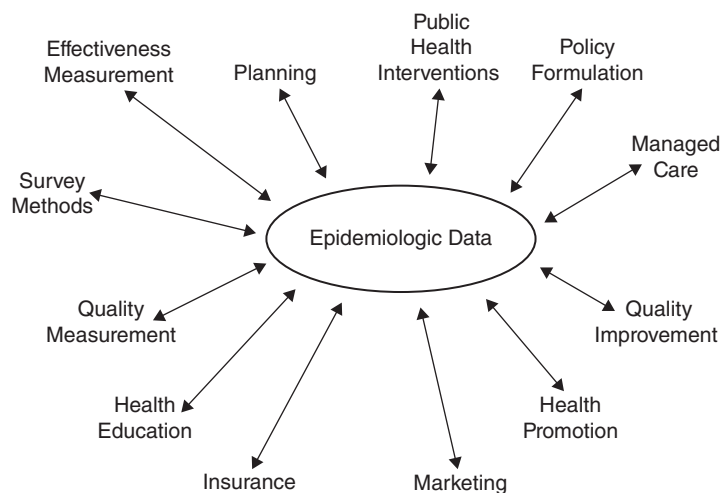 Effectiveness
Measurement
Planning
Public
Health
Interventions
Policy
Formulation
Managed
Care
Survey
Methods
Epidemiologic Data
Quality
Measurement
Quality
Improvement
Health
Education
Health
Promotion
Insurance
Marketing